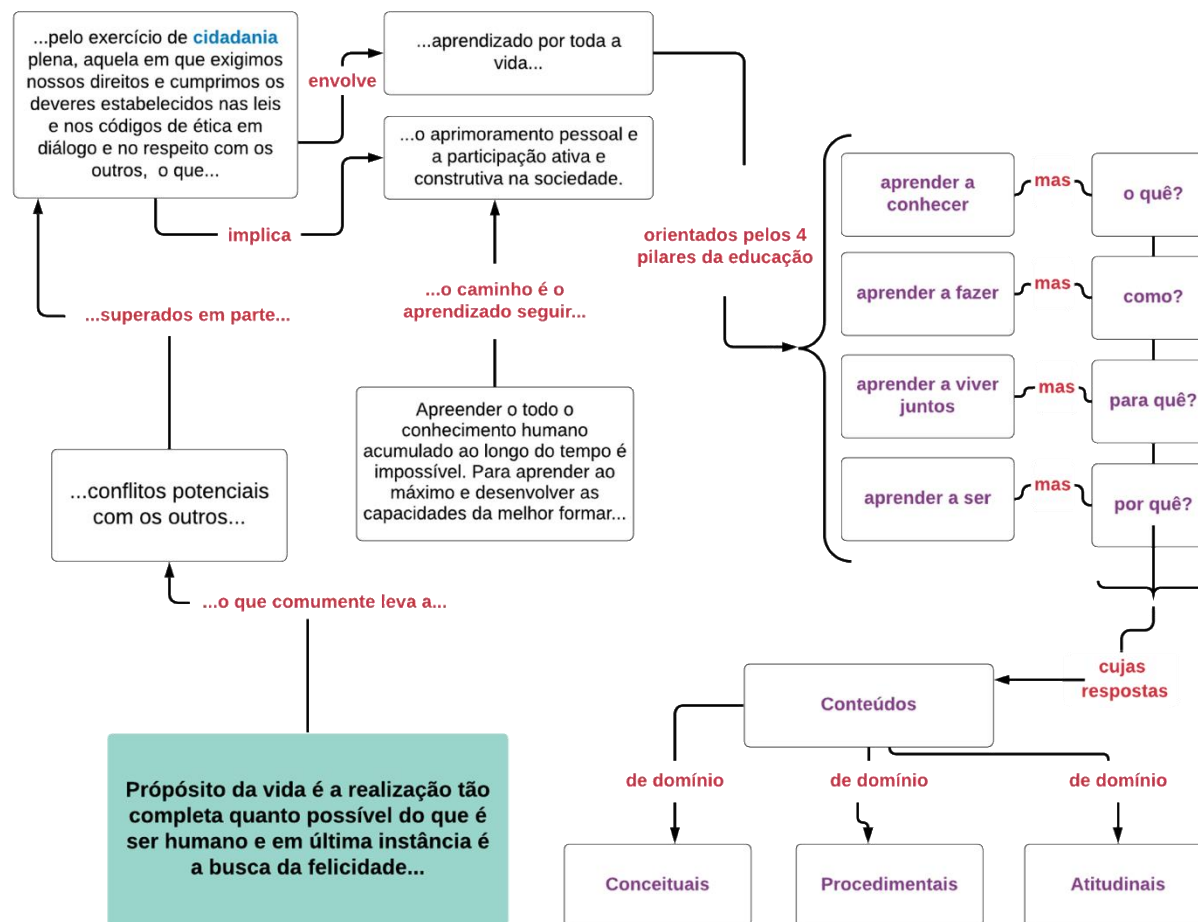 ...pelo exercício de cidadania
plena, aquela em que exigimos
nossos direitos e cumprimos os
deveres estabelecidos nas leis
e nos códigos de ética em
diálogo e no respeito com os
outros, o que...
envolve
...aprendizado por toda a
vida...
implica
...o aprimoramento pessoal e
a participação ativa e
construtiva na sociedade.
...superados em parte...
...o caminho é o
aprendizado seguir...
...conflitos potenciais
com os outros...
Apreender o todo o
conhecimento humano
acumulado ao longo do tempo é
impossível. Para aprender ao
máximo e desenvolver as
capacidades da melhor formar...
...o que comumente leva a...
Própósito da vida é a realização tão
completa quanto possível do que é
ser humano e em última instância é
a busca da felicidade...
orientados pelos 4
pilares da educação
aprender a
conhecer
mas
o quê?
aprender a fazer
mas
como?
aprender a viver
juntos
mas
para quê?
aprender a ser
mas
por quê?
cujas
respostas
Conteúdos
de domínio
de domínio
de domínio
Conceituais
Procedimentais
Atitudinais